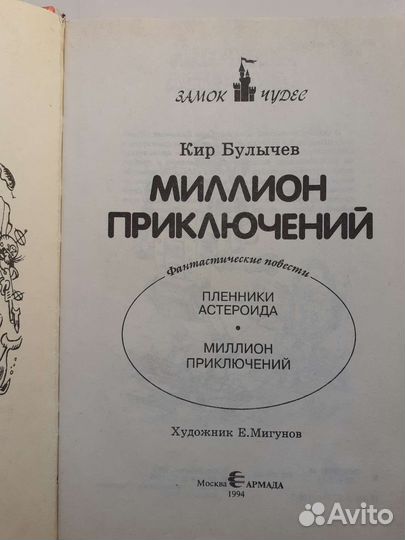 ЗАМОК ЧУДЕС
Кир Булычев
МИЛЛИОН
ПРИКЛЮЧЕНИЙ
Фантастические повести
ПЛЕННИКИ
АСТЕРОИДА
•
МИЛЛИОН
ПРИКЛЮЧЕНИЙ
Художник Е.Мигунов
Москва АРМАДА
1994
Avito